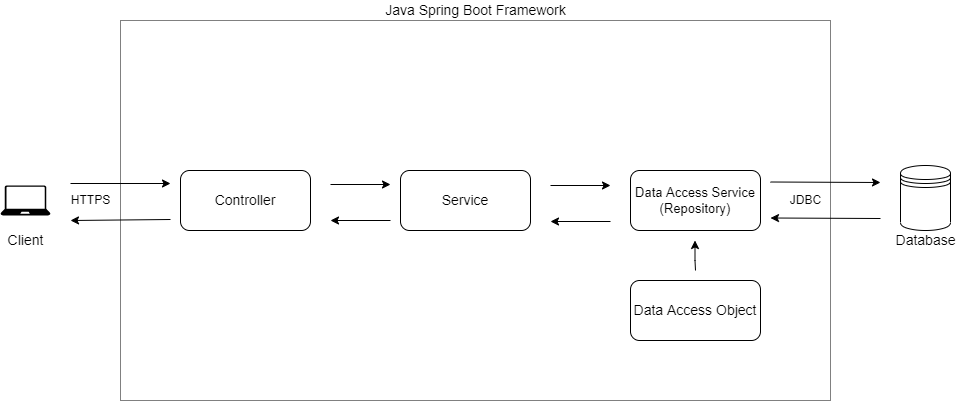 Java Spring Boot Framework
HTTPS
Controller
Service
Data Access Service
(Repository)
JDBC
Client
Database
Data Access Object